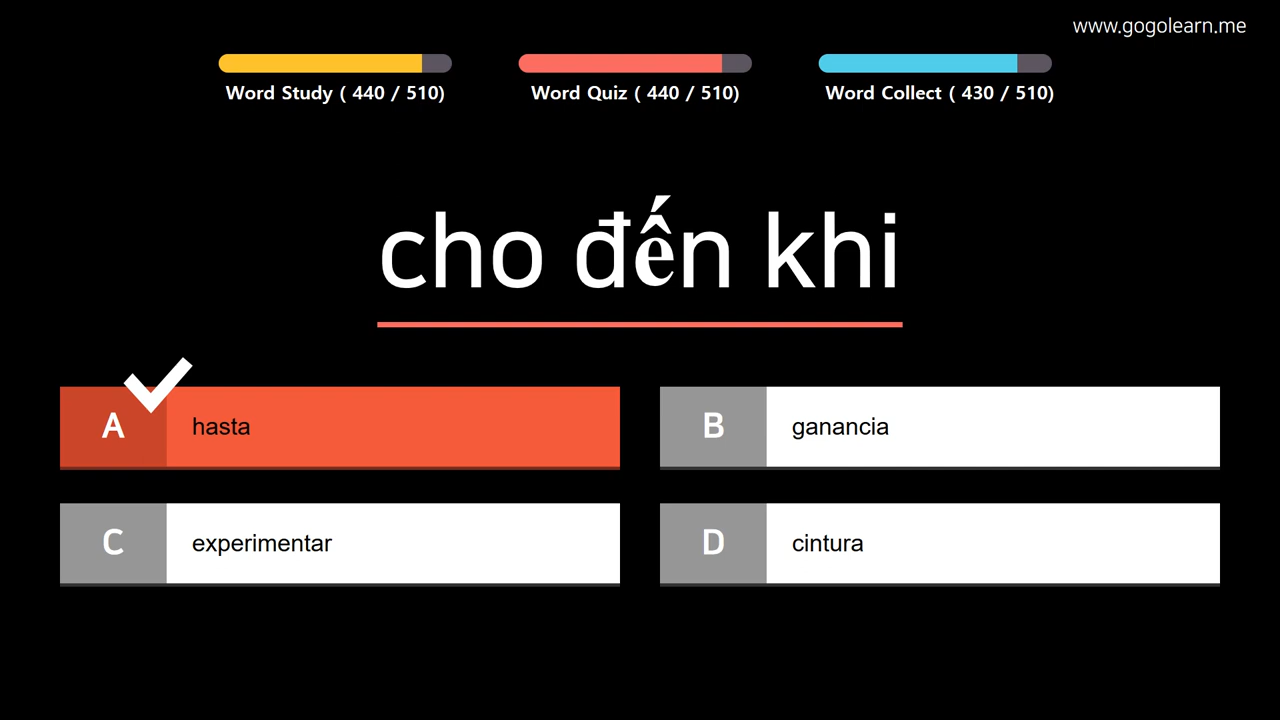 www.gogolearn.me
Word Study ( 440 / 510)
Word Quiz ( 440 / 510)
Word Collect ( 430 / 510)
cho đến khi
A hasta
B ganancia
C experimentar
D cintura